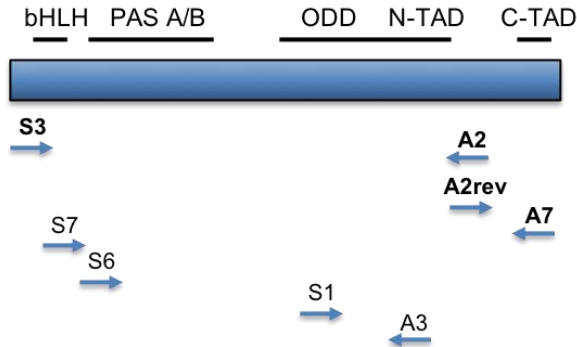 bHLH PAS A/B ODD N-TAD C-TAD
S3
A2
A2rev
A7
S7
S6
S1
A3